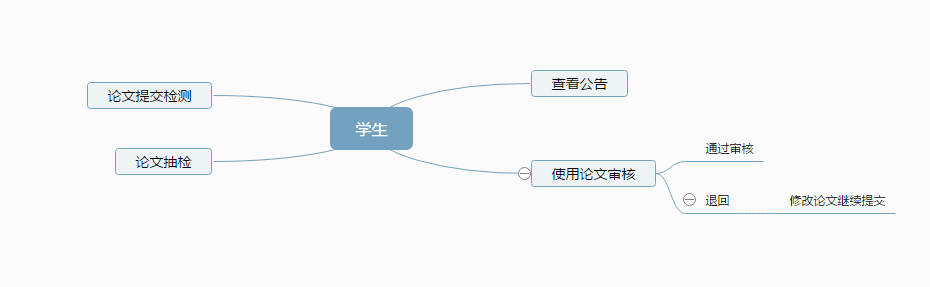 查看公告
论文提交检测
学生
论文抽检
通过审核
使用论文审核
退回
修改论文继续提交